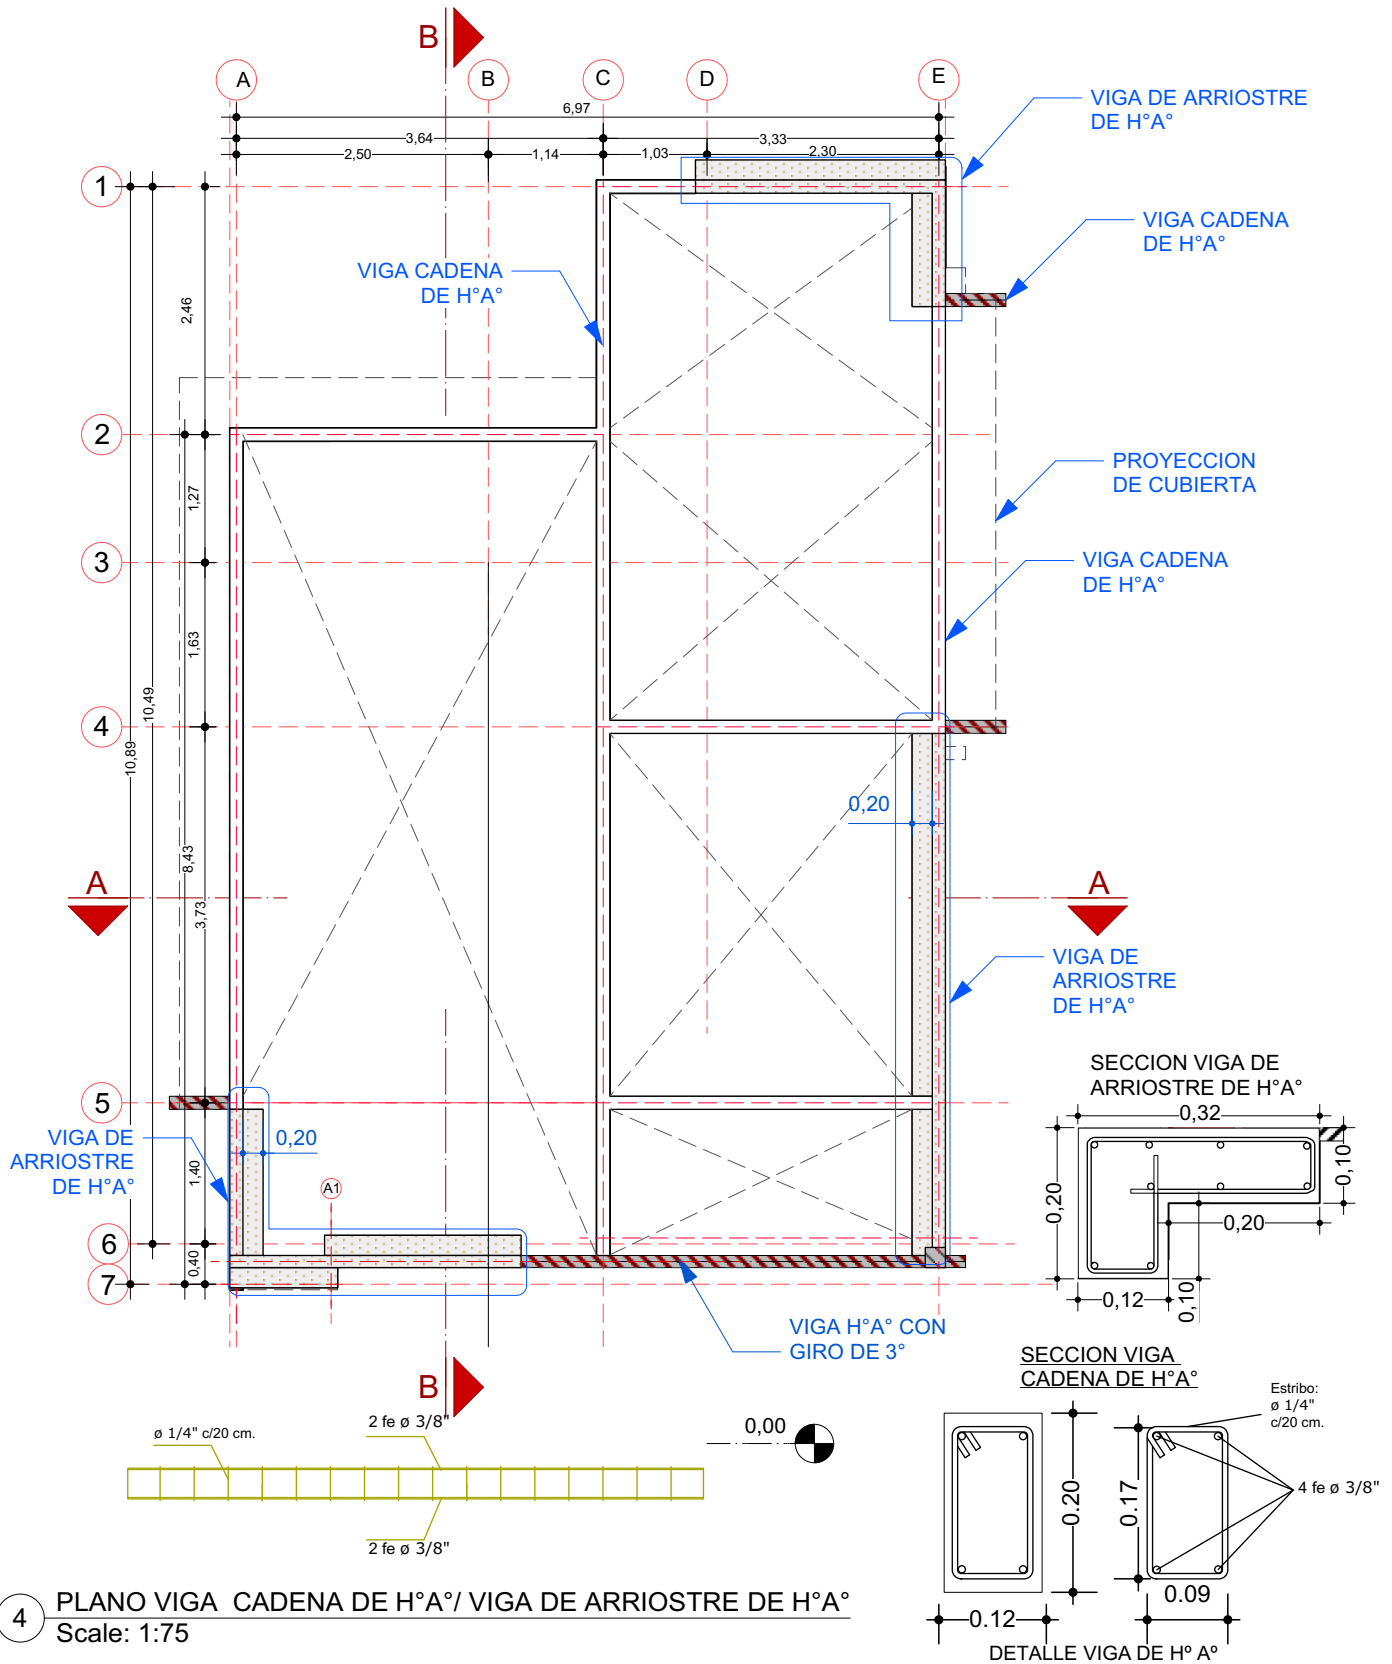 B
A
B
C
D
E
6,97
3,64
3,33
2,50
1,14
1,03
2,30
VIGA DE ARRIOSTRE
DE H°A°
VIGA CADENA
DE H°A°
VIGA CADENA
DE H°A°
PROYECCION
DE CUBIERTA
VIGA CADENA
DE H°A°
1
2
3
4
5
6
7
2,46
1,27
1,63
10,49
10,89
8,43
3,73
1,40
0,40
A
A
0,20
VIGA DE
ARRIOSTRE
DE H°A°
VIGA DE
ARRIOSTRE
DE H°A°
0,20
A1
VIGA H°A° CON
GIRO DE 3°
B
SECCION VIGA DE
ARRIOSTRE DE H°A°
0,32
0,20
0,10
0,20
0,12
0,10
SECCION VIGA
CADENA DE H°A°
Estribo:
ø 1/4"
c/20 cm.
0.20
0.17
4 fe ø 3/8"
0.12
0.09
DETALLE VIGA DE Hº Aº
ø 1/4" c/20 cm.
2 fe ø 3/8"
2 fe ø 3/8"
0,00
4
PLANO VIGA CADENA DE H°A°/ VIGA DE ARRIOSTRE DE H°A°
Scale: 1:75